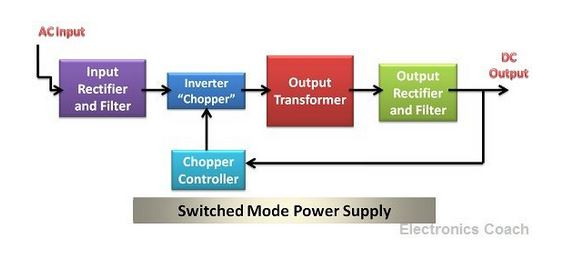 AC Input
DC
Output
Input
Rectifier
and Filter
Inverter
“Chopper”
Output
Transformer
Output
Rectifier
and Filter
Chopper
Controller
Switched Mode Power Supply
Electronics Coach